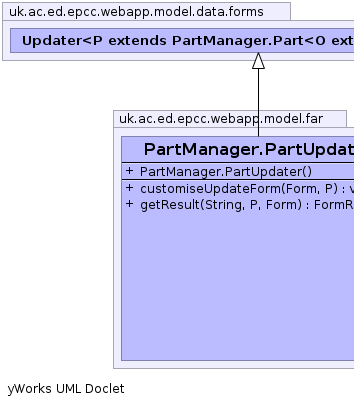 uk.ac.ed.epcc.webapp.model.data.forms
Updater<P extends PartManager.Part<O ext
uk.ac.ed.epcc.webapp.model.far
PartManager.PartUpdat
+ PartManager.PartUpdater()
+ customiseUpdateForm(Form, P) : v
+ getResult(String, P, Form) : FormR
yWorks UML Doclet